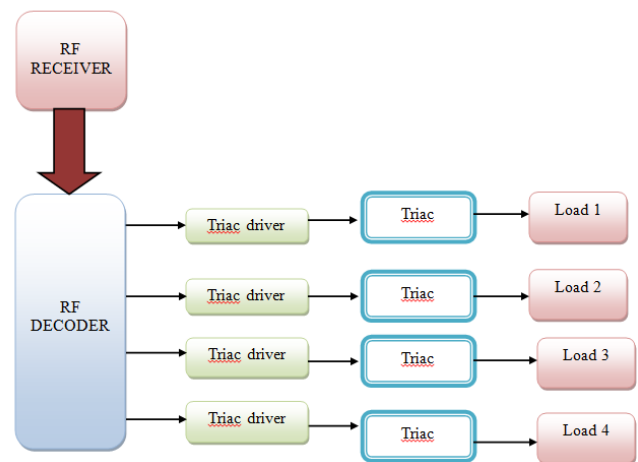 RF
RECEIVER
RF
DECODER
Triac driver
Triac
Load 1
Triac driver
Triac
Load 2
Triac driver
Triac
Load 3
Triac driver
Triac
Load 4